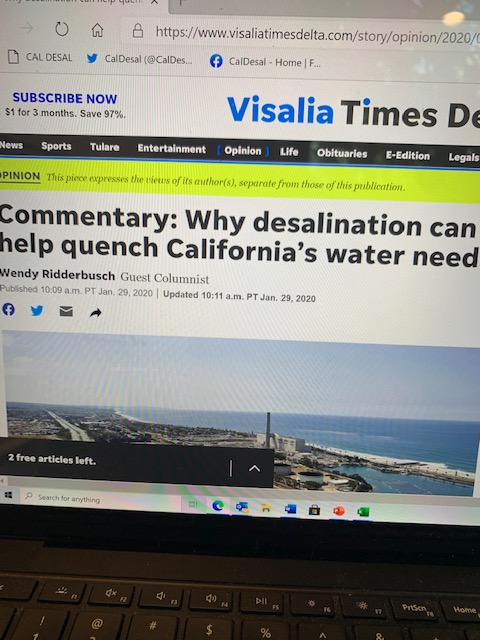 https://www.visaliatimesdelta.com/story/opinion/2020/
CAL DESAL CalDesal (@CalDes... CalDesal - Home | F...
SUBSCRIBE NOW
$1 for 3 months. Save 97%.
Visalia Times De
News Sports Tulare Entertainment Opinion Life Obituaries E-Edition Legals
OPINION This piece expresses the views of its author(s), separate from those of this publication.
Commentary: Why desalination can
help quench California's water need
Wendy Ridderbusch Guest Columnist
Published 10:09 a.m. PT Jan. 29, 2020 | Updated 10:11 a.m. PT Jan. 29, 2020
2 free articles left.
Search for anything
F1 F2 F3 F4 F5 F6 F7 PrtScn F8 Home
! @ # $ % &